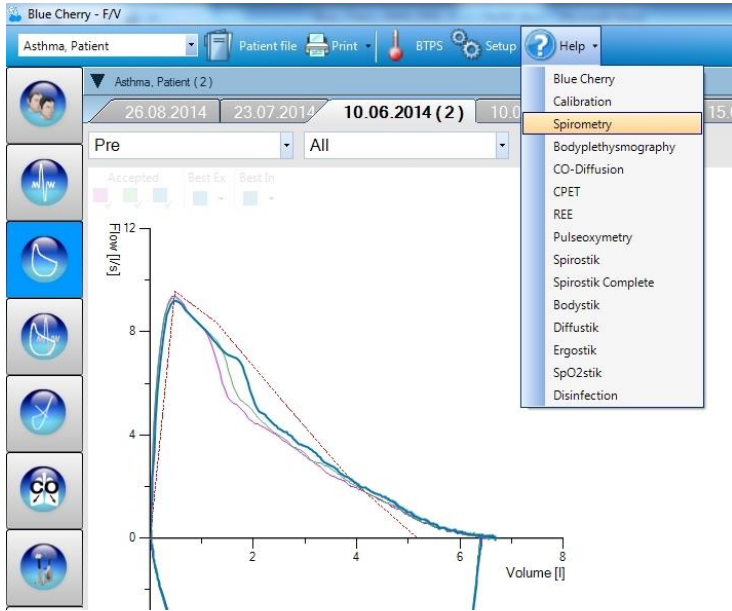 Blue Cherry - F/V
Asthma, Patient
Patient file
Print
BTPS
Setup
Help
Asthma, Patient ( 2 )
26.08.2014
23.07.2014
10.06.2014 ( 2 )
10.0
15.
Pre
All
Accepted
Best Ex
Best In
Blue Cherry
Calibration
Spirometry
Bodyplethysmography
CO-Diffusion
CPET
REE
Pulseoxymetry
Spirostik
Spirostik Complete
Bodystik
Diffustik
Ergostik
SpO2stik
Disinfection
Flow [l/s]
12
8
4
0
2
4
6
8
Volume [l]
CO